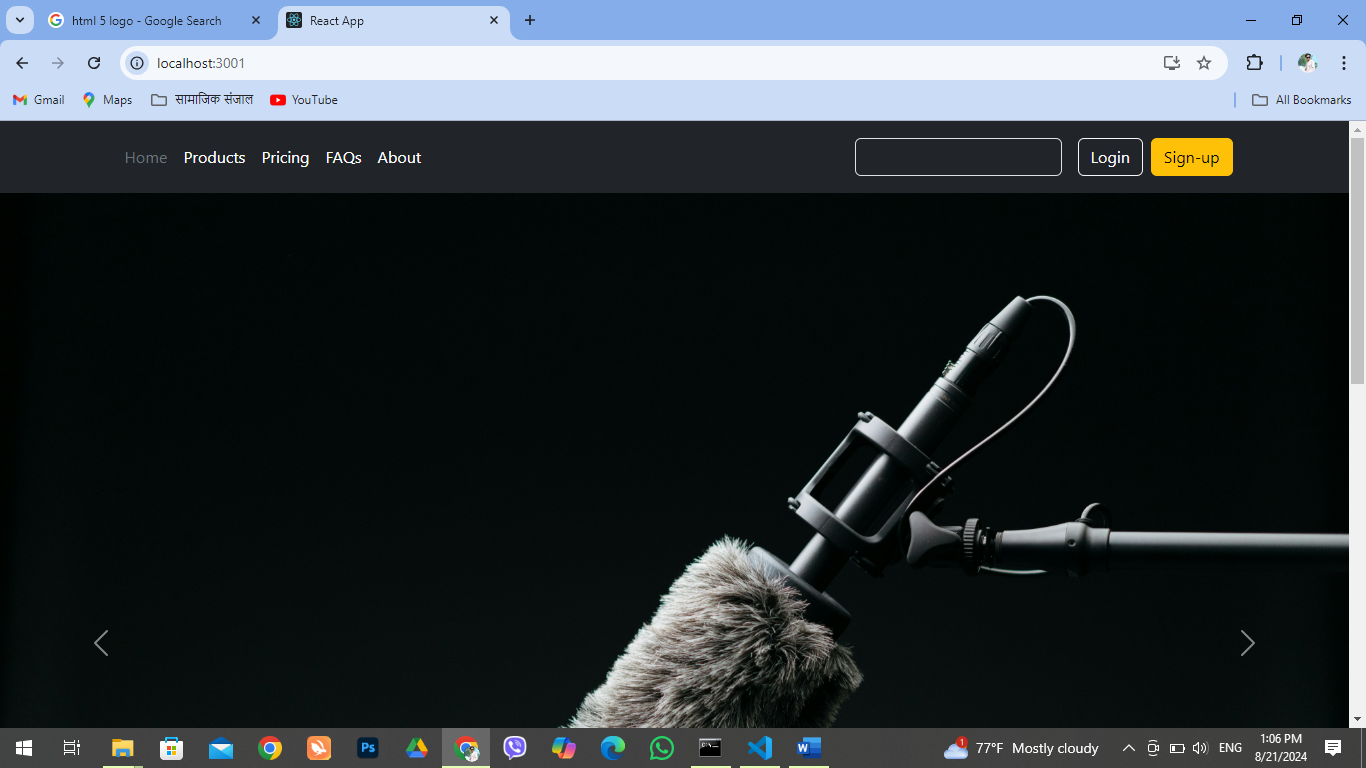 html 5 logo - Google Search
React App
localhost:3001
Gmail
Maps
सामाजिक संजाल
YouTube
All Bookmarks
Home
Products
Pricing
FAQs
About
Login
Sign-up
Ps
W
1
77°F Mostly cloudy
ENG
1:06 PM
8/21/2024